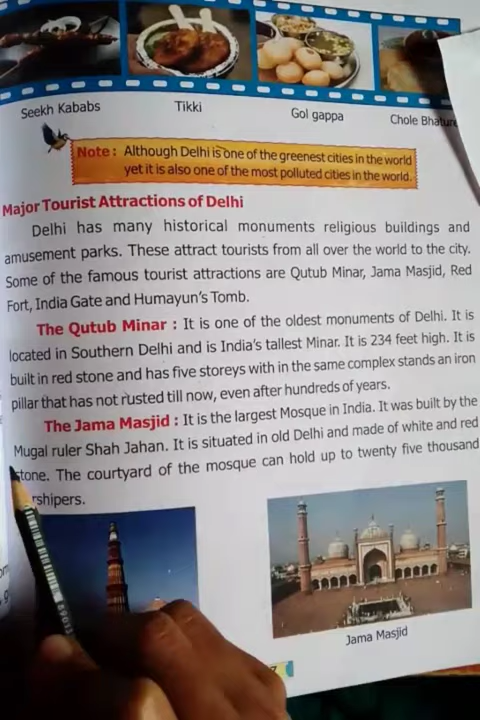 Seekh Kababs Tikki Gol gappa Chole Bhature
Note : Although Delhi is one of the greenest cities in the world
yet it is also one of the most polluted cities in the world.
Major Tourist Attractions of Delhi
Delhi has many historical monuments religious buildings and
amusement parks. These attract tourists from all over the world to the city.
Some of the famous tourist attractions are Qutub Minar, Jama Masjid, Red
Fort, India Gate and Humayun's Tomb.
The Qutub Minar : It is one of the oldest monuments of Delhi. It is
located in Southern Delhi and is India's tallest Minar. It is 234 feet high. It is
built in red stone and has five storeys with in the same complex stands an iron
pillar that has not rusted till now, even after hundreds of years.
The Jama Masjid : It is the largest Mosque in India. It was built by the
Mugal ruler Shah Jahan. It is situated in old Delhi and made of white and red
stone. The courtyard of the mosque can hold up to twenty five thousand
rshipers.
Jama Masjid
7